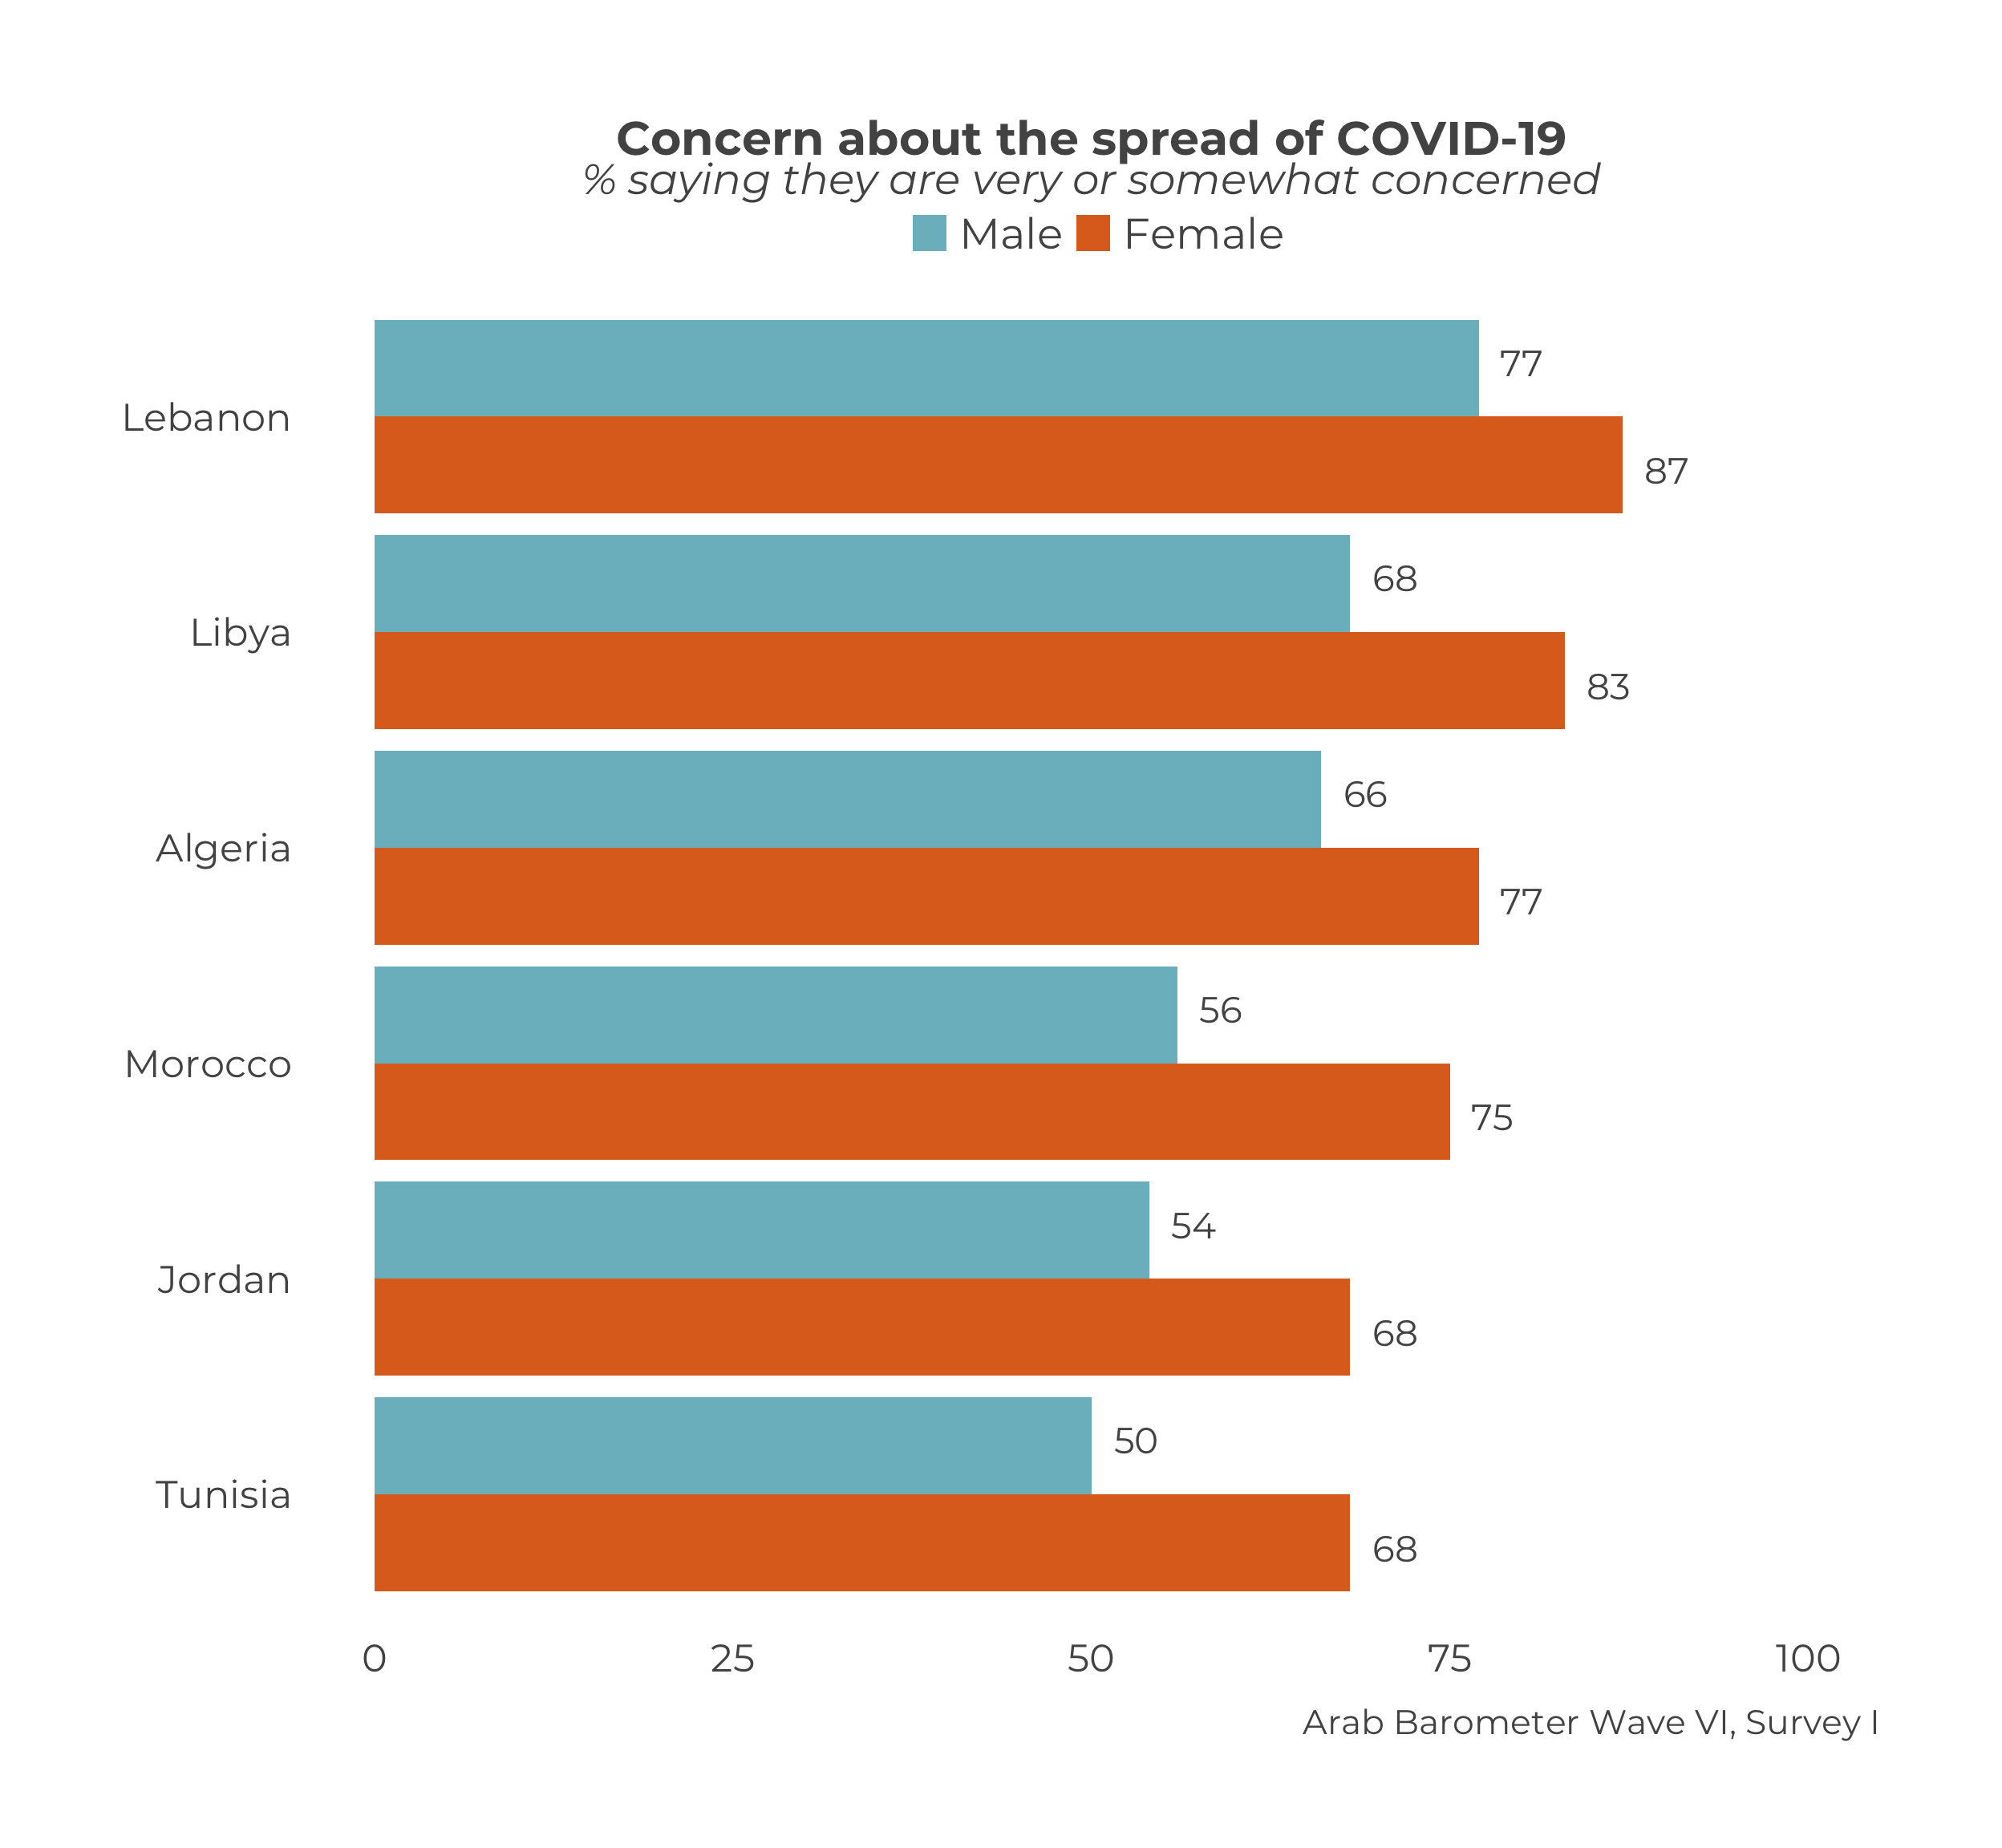 Concern about the spread of COVID-19
% saying they are very or somewhat concerned
Male Female
77
Lebanon
87
68
Libya
83
66
Algeria
77
56
Morocco
75
54
Jordan
68
50
Tunisia
68
0 25 50 75 100
Arab Barometer Wave VI, Survey I